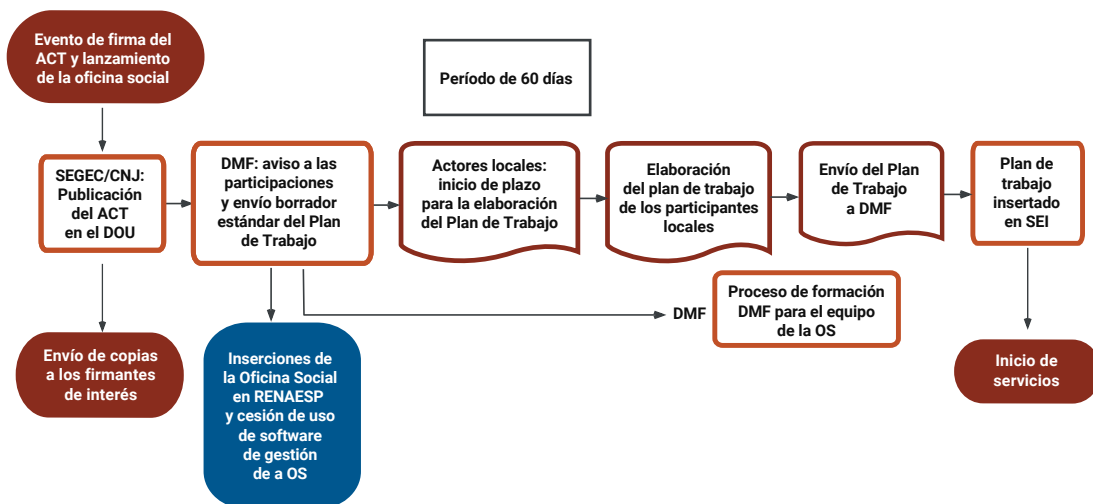 Evento de firma del
ACT y lanzamiento
de la oficina social
Período de 60 días
SEGEC/CNJ:
Publicación
del ACT
en el DOU
DMF: aviso a las
participaciones
y envío borrador
estándar del Plan
de Trabajo
Actores locales:
inicio de plazo
para la elaboración
del Plan de Trabajo
Elaboración
del plan de trabajo
de los participantes
locales
Envío del Plan
de Trabajo
a DMF
Plan de
trabajo
insertado
en SEI
DMF
Proceso de formación
DMF para el equipo
de la OS
Envío de copias
a los firmantes
de interés
Inserciones de
la Oficina Social
en RENAESP
y cesión de uso
de software
de gestión
de a OS
Inicio de
servicios